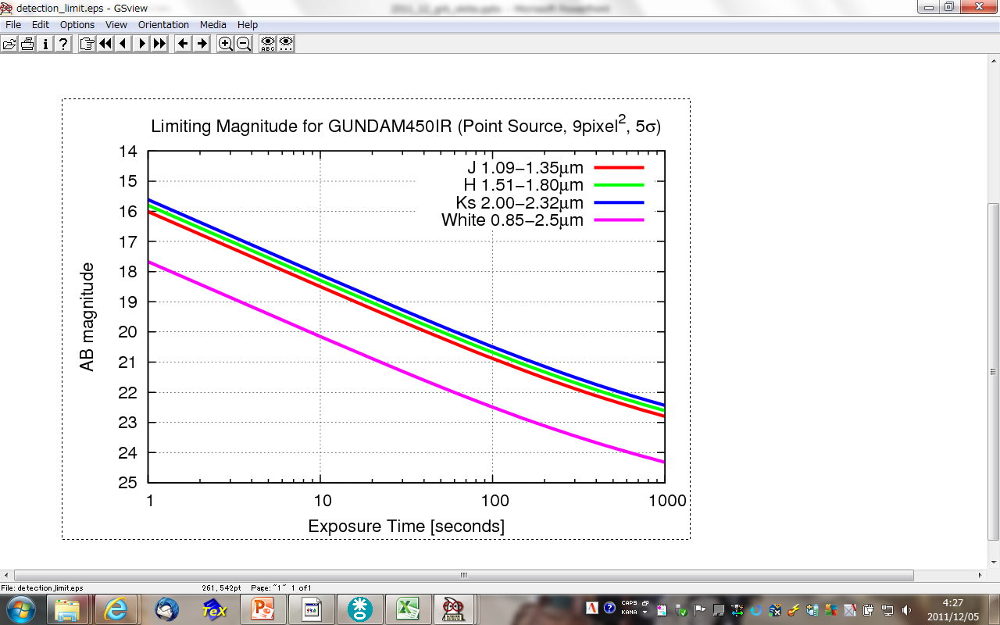 detection_limit.eps - GSview
File Edit Options View Orientation Media Help
Limiting Magnitude for GUNDAM450IR (Point Source, 9pixel², 5σ)
J 1.09−1.35μm
H 1.51−1.80μm
Ks 2.00−2.32μm
White 0.85−2.5μm
14
15
16
17
18
19
20
21
22
23
24
25
AB magnitude
1 10 100 1000
Exposure Time [seconds]
File: detection_limit.eps 261, 542pt Page: "1" 1 of 1
TeX
CAPS
KANA
4:27
2011/12/05